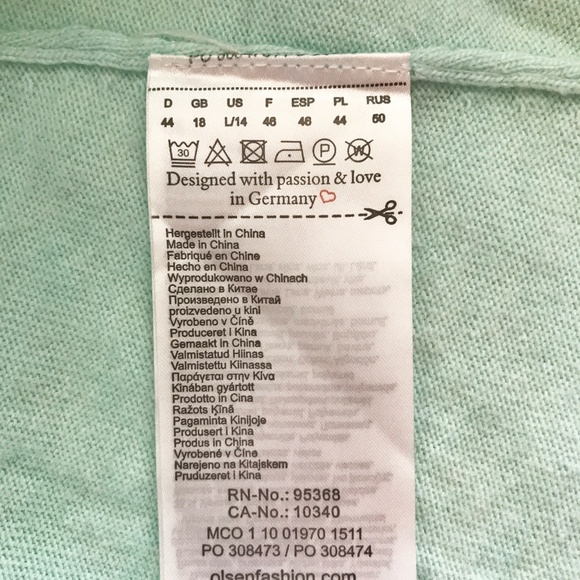 D GB US F ESP PL RUS
44 18 L/14 46 46 44 50
30 P W
Designed with passion & love
in Germany
Hergestellt in China
Made in China
Fabriqué en Chine
Hecho en China
Wyprodukowano w Chinach
Сделано в Китае
Произведено в Китай
proizvedeno u kini
Vyrobeno v Číně
Produceret i Kina
Gemaakt in China
Valmistatud Hiinas
Valmistettu Kiinassa
Παράγεται στην Κίνα
Kínában gyártott
Prodotto in Cina
Ražots Ķīnā
Pagaminta Kinijoje
Produsert i Kina
Produs in China
Vyrobené v Číne
Narejeno na Kitajskem
Pruduzeret i Kina
RN-No.: 95368
CA-No.: 10340
MCO 1 10 01970 1511
PO 308473 / PO 308474
olsenfashion.com